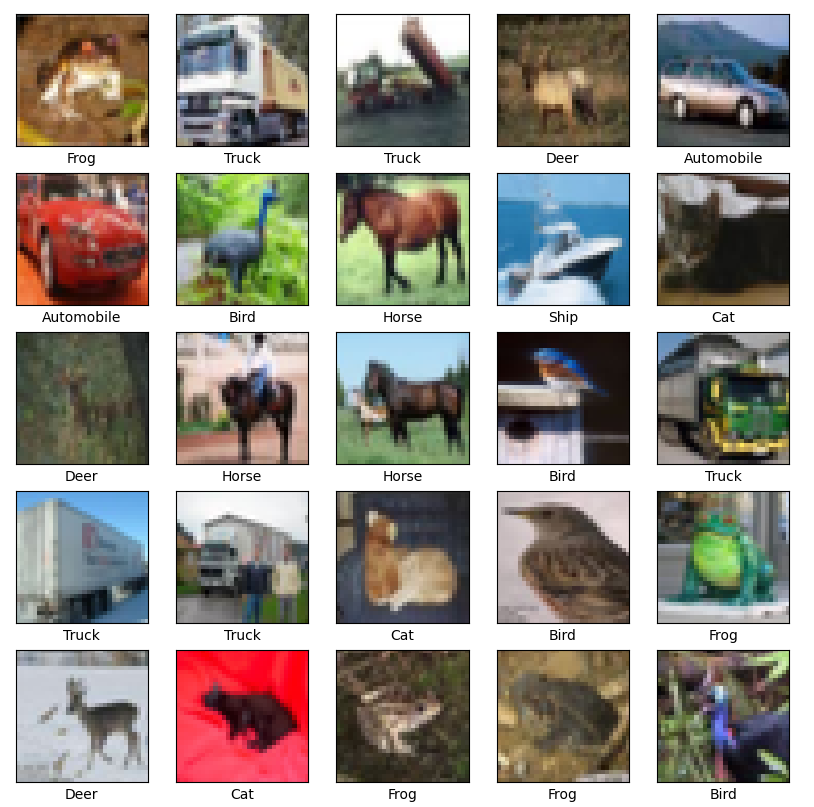 Frog Truck Truck Deer Automobile
Automobile Bird Horse Ship Cat
Deer Horse Horse Bird Truck
Truck Truck Cat Bird Frog
Deer Cat Frog Frog Bird